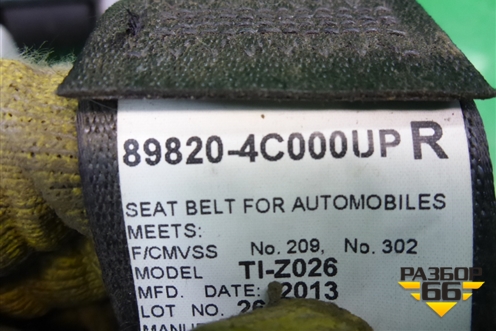 89820-4C000UP R
SEAT BELT FOR AUTOMOBILES
MEETS:
F/CMVSS No. 209, No. 302
MODEL TI-Z026
MFD. DATE: 2013
LOT NO.
РАЗБОР
66